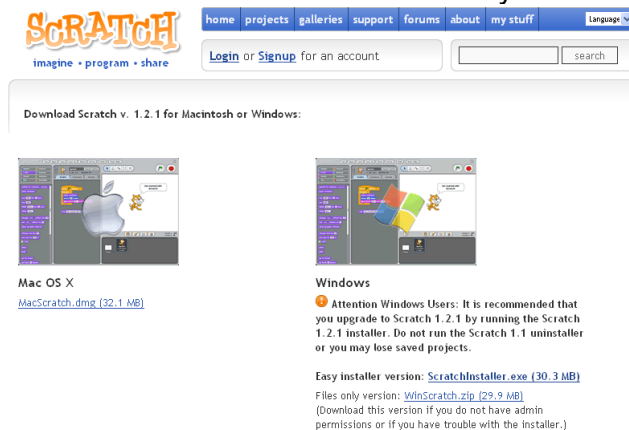 SCRATCH
imagine • program • share
home projects galleries support forums about my stuff
Language
Login or Signup for an account
search
Download Scratch v. 1.2.1 for Macintosh or Windows:
Mac OS X
MacScratch.dmg (32.1 MB)
Windows
Attention Windows Users: It is recommended that
you upgrade to Scratch 1.2.1 by running the Scratch
1.2.1 installer. Do not run the Scratch 1.1 uninstaller
or you may lose saved projects.
Easy installer version: ScratchInstaller.exe (30.3 MB)
Files only version: WinScratch.zip (29.9 MB)
(Download this version if you do not have admin
permissions or if you have trouble with the installer.)